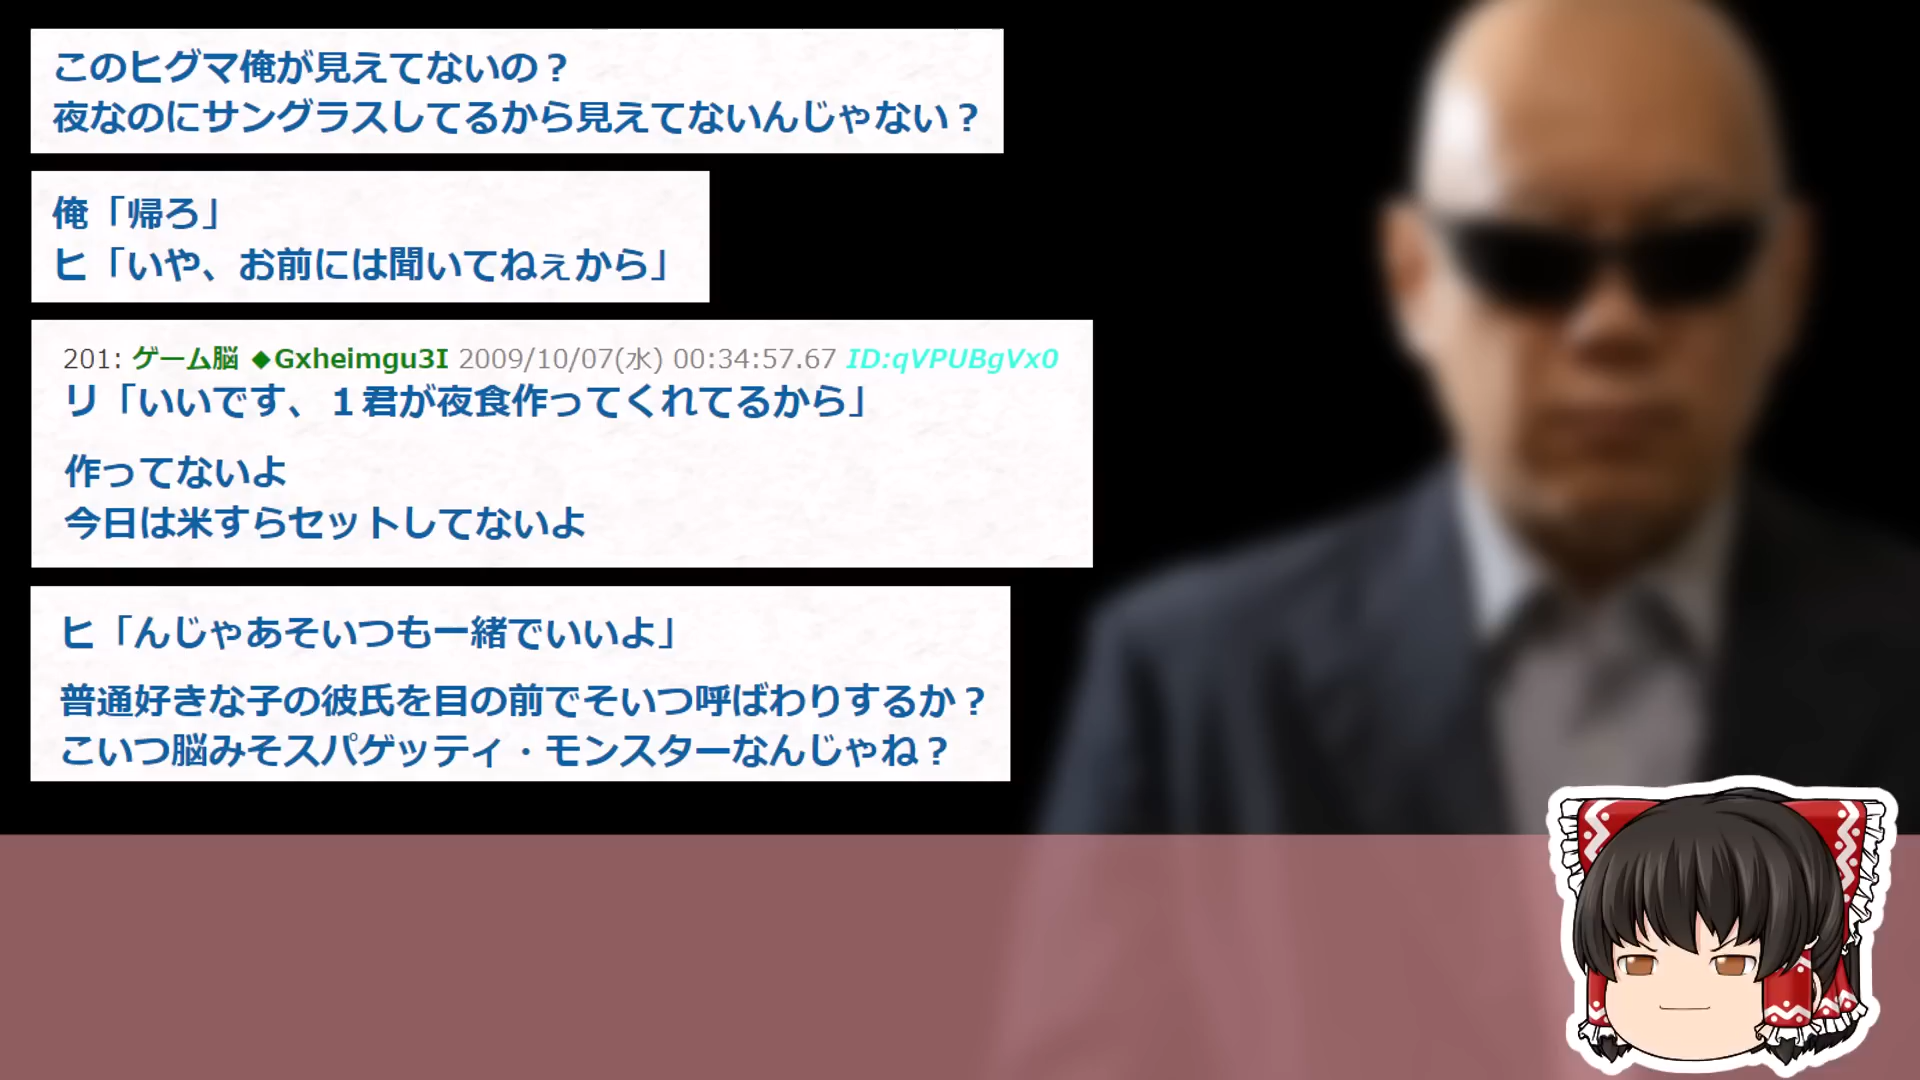 このヒグマ俺が見えてないの？
夜なのにサングラスしてるから見えてないんじゃない？
俺「帰ろ」
ヒ「いや、お前には聞いてねぇから」
201: ゲーム脳 ◆Gxheimgu3I 2009/10/07(水) 00:34:57.67 ID:qVPUBgVx0
リ「いいです、１君が夜食作ってくれてるから」
作ってないよ
今日は米すらセットしてないよ
ヒ「んじゃあそいつも一緒でいいよ」
普通好きな子の彼氏を目の前でそいつ呼ばわりするか？
こいつ脳みそスパゲッティ・モンスターなんじゃね？